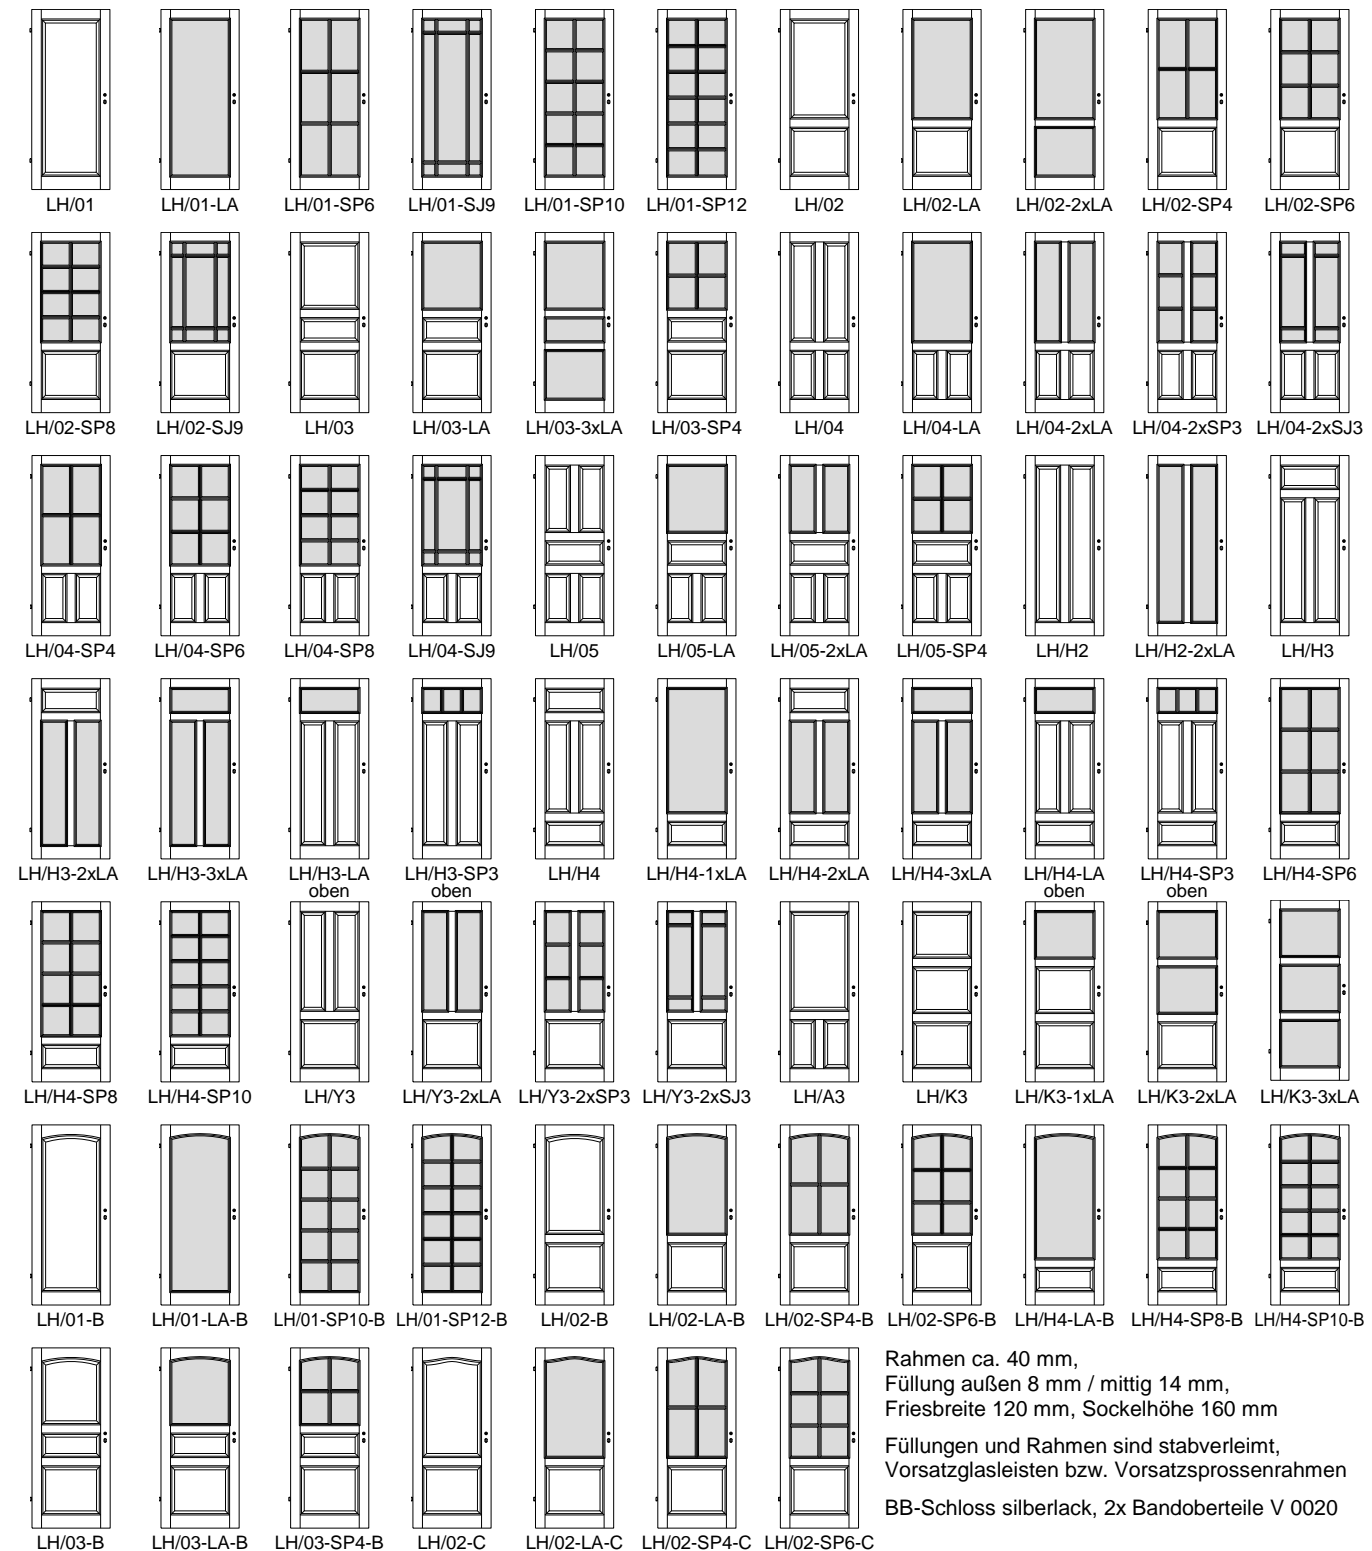 LH/01 LH/01-LA LH/01-SP6 LH/01-SJ9 LH/01-SP10 LH/01-SP12 LH/02 LH/02-LA LH/02-2xLA LH/02-SP4 LH/02-SP6
LH/02-SP8 LH/02-SJ9 LH/03 LH/03-LA LH/03-3xLA LH/03-SP4 LH/04 LH/04-LA LH/04-2xLA LH/04-2xSP3 LH/04-2xSJ3
LH/04-SP4 LH/04-SP6 LH/04-SP8 LH/04-SJ9 LH/05 LH/05-LA LH/05-2xLA LH/05-SP4 LH/H2 LH/H2-2xLA LH/H3
LH/H3-2xLA LH/H3-3xLA LH/H3-LA LH/H3-SP3 LH/H4 LH/H4-1xLA LH/H4-2xLA LH/H4-3xLA LH/H4-LA LH/H4-SP3 LH/H4-SP6
oben oben oben oben
LH/H4-SP8 LH/H4-SP10 LH/Y3 LH/Y3-2xLA LH/Y3-2xSP3 LH/Y3-2xSJ3 LH/A3 LH/K3 LH/K3-1xLA LH/K3-2xLA LH/K3-3xLA
LH/01-B LH/01-LA-B LH/01-SP10-B LH/01-SP12-B LH/02-B LH/02-LA-B LH/02-SP4-B LH/02-SP6-B LH/H4-LA-B LH/H4-SP8-B LH/H4-SP10-B
LH/03-B LH/03-LA-B LH/03-SP4-B LH/02-C LH/02-LA-C LH/02-SP4-C LH/02-SP6-C
Rahmen ca. 40 mm,
Füllung außen 8 mm / mittig 14 mm,
Friesbreite 120 mm, Sockelhöhe 160 mm
Füllungen und Rahmen sind stabverleimt,
Vorsatzglasleisten bzw. Vorsatzsprossenrahmen
BB-Schloss silberlack, 2x Bandoberteile V 0020